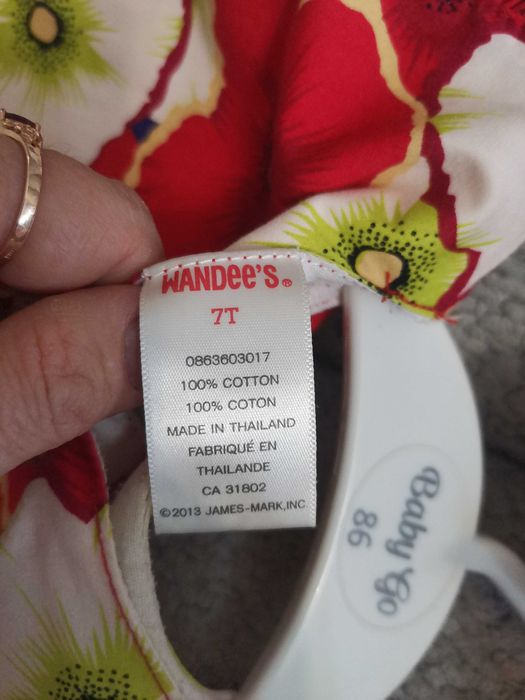 WANDee's®
7T
0863603017
100% COTTON
100% COTON
MADE IN THAILAND
FABRIQUÉ EN
THAILANDE
CA 31802
©2013 JAMES-MARK,INC
Baby Go
86